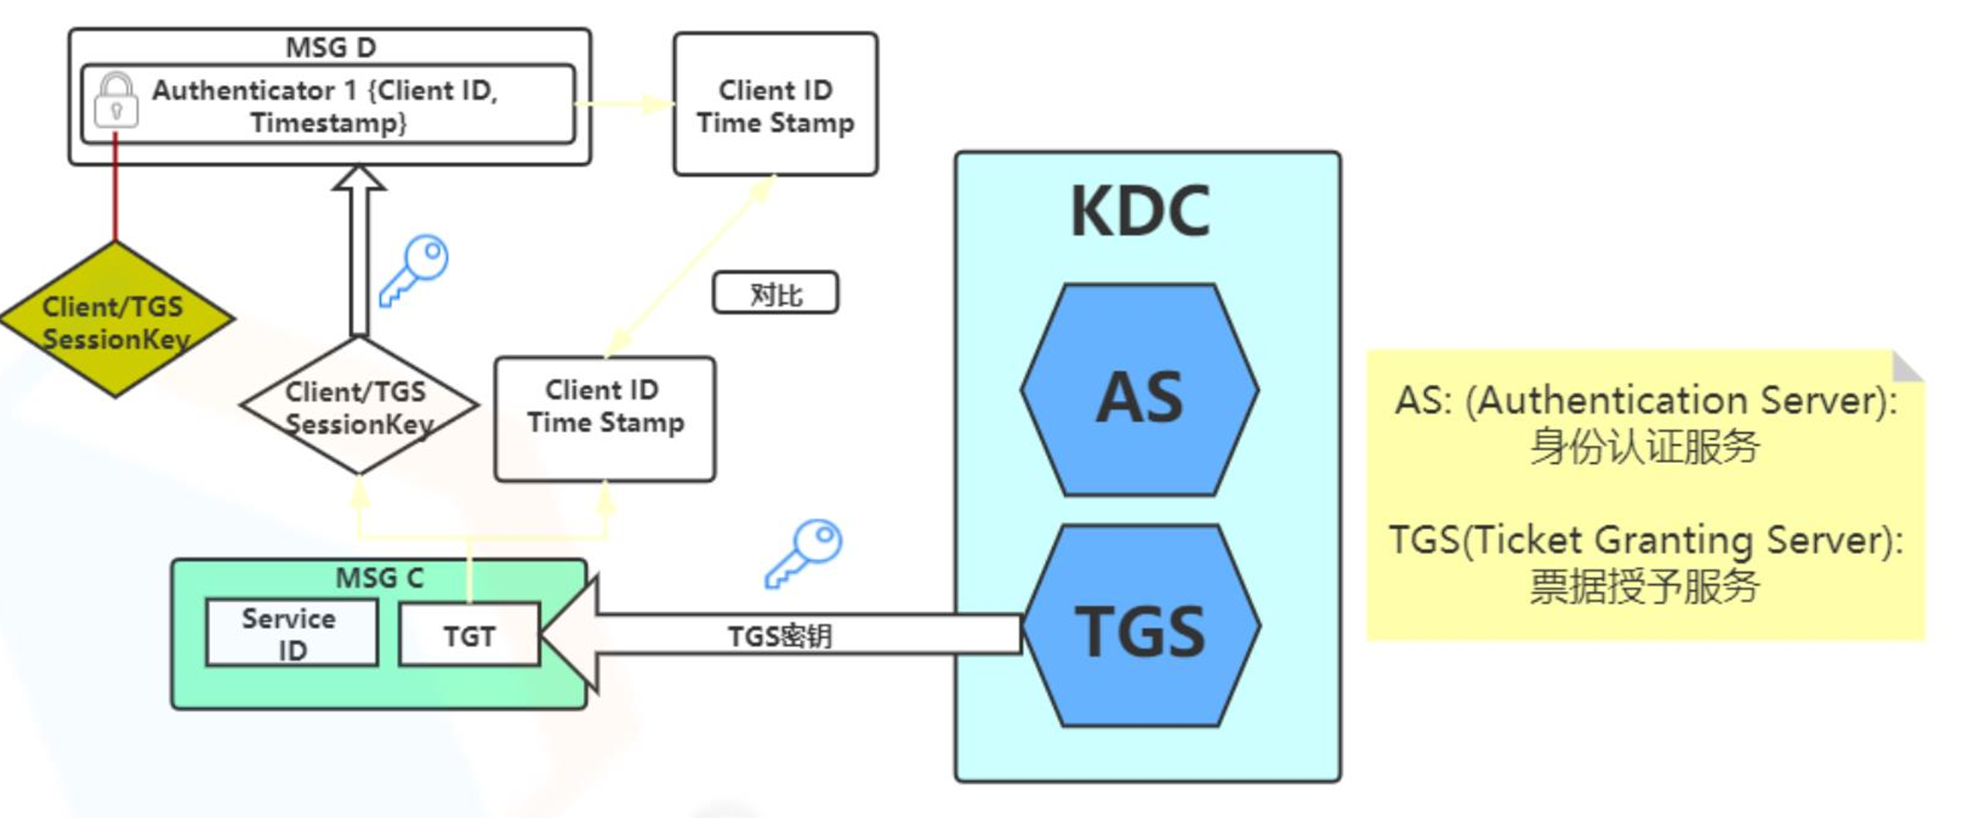 MSG D
Authenticator 1 {Client ID,
Timestamp}
Client ID
Time Stamp
KDC
Client/TGS
SessionKey
对比
Client/TGS
SessionKey
Client ID
Time Stamp
AS
AS: (Authentication Server):
身份认证服务
TGS(Ticket Granting Server):
票据授予服务
MSG C
Service
ID
TGT
TGS密钥
TGS